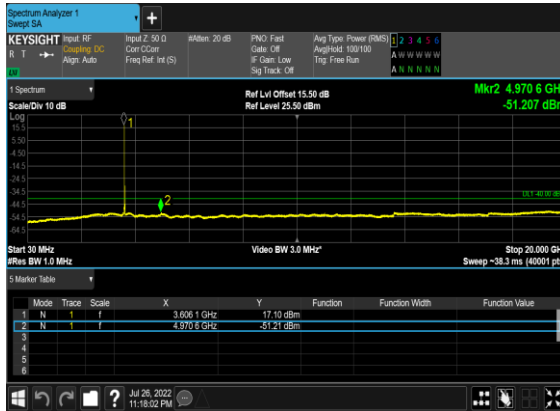 Spectrum Analyzer 1
Swept SA
+
KEYSIGHT Input: RF Input Z: 50 Ω #Atten: 20 dB PNO: Fast Avg Type: Power (RMS) 1 2 3 4 5 6
R T Coupling: DC Corr CCorr Gate: Off Avg|Hold: 100/100 A W W W W W
Align: Auto Freq Ref: Int (S) IF Gain: Low Trig: Free Run
Sig Track: Off A N N N N N
1 Spectrum
Scale/Div 10 dB
Ref Lvl Offset 15.50 dB
Ref Level 25.50 dBm
Mkr2 4.970 6 GH
-51.207 dBm
Log
1
15.5
5.50
-4.50
-14.5
-24.5
-34.5
-44.5
-54.5
-64.5
2
Start 30 MHz Video BW 3.0 MHz* Stop 20.000 GH
#Res BW 1.0 MHz Sweep ~38.3 ms (40001 pt
5 Marker Table
Mode Trace Scale X Y Function Function Width Function Value
1 N 1 f 3.606 1 GHz 17.10 dBm
2 N 1 f 4.970 6 GHz -51.21 dBm
3
4
5
6
?
Jul 26, 2022
11:18:02 PM